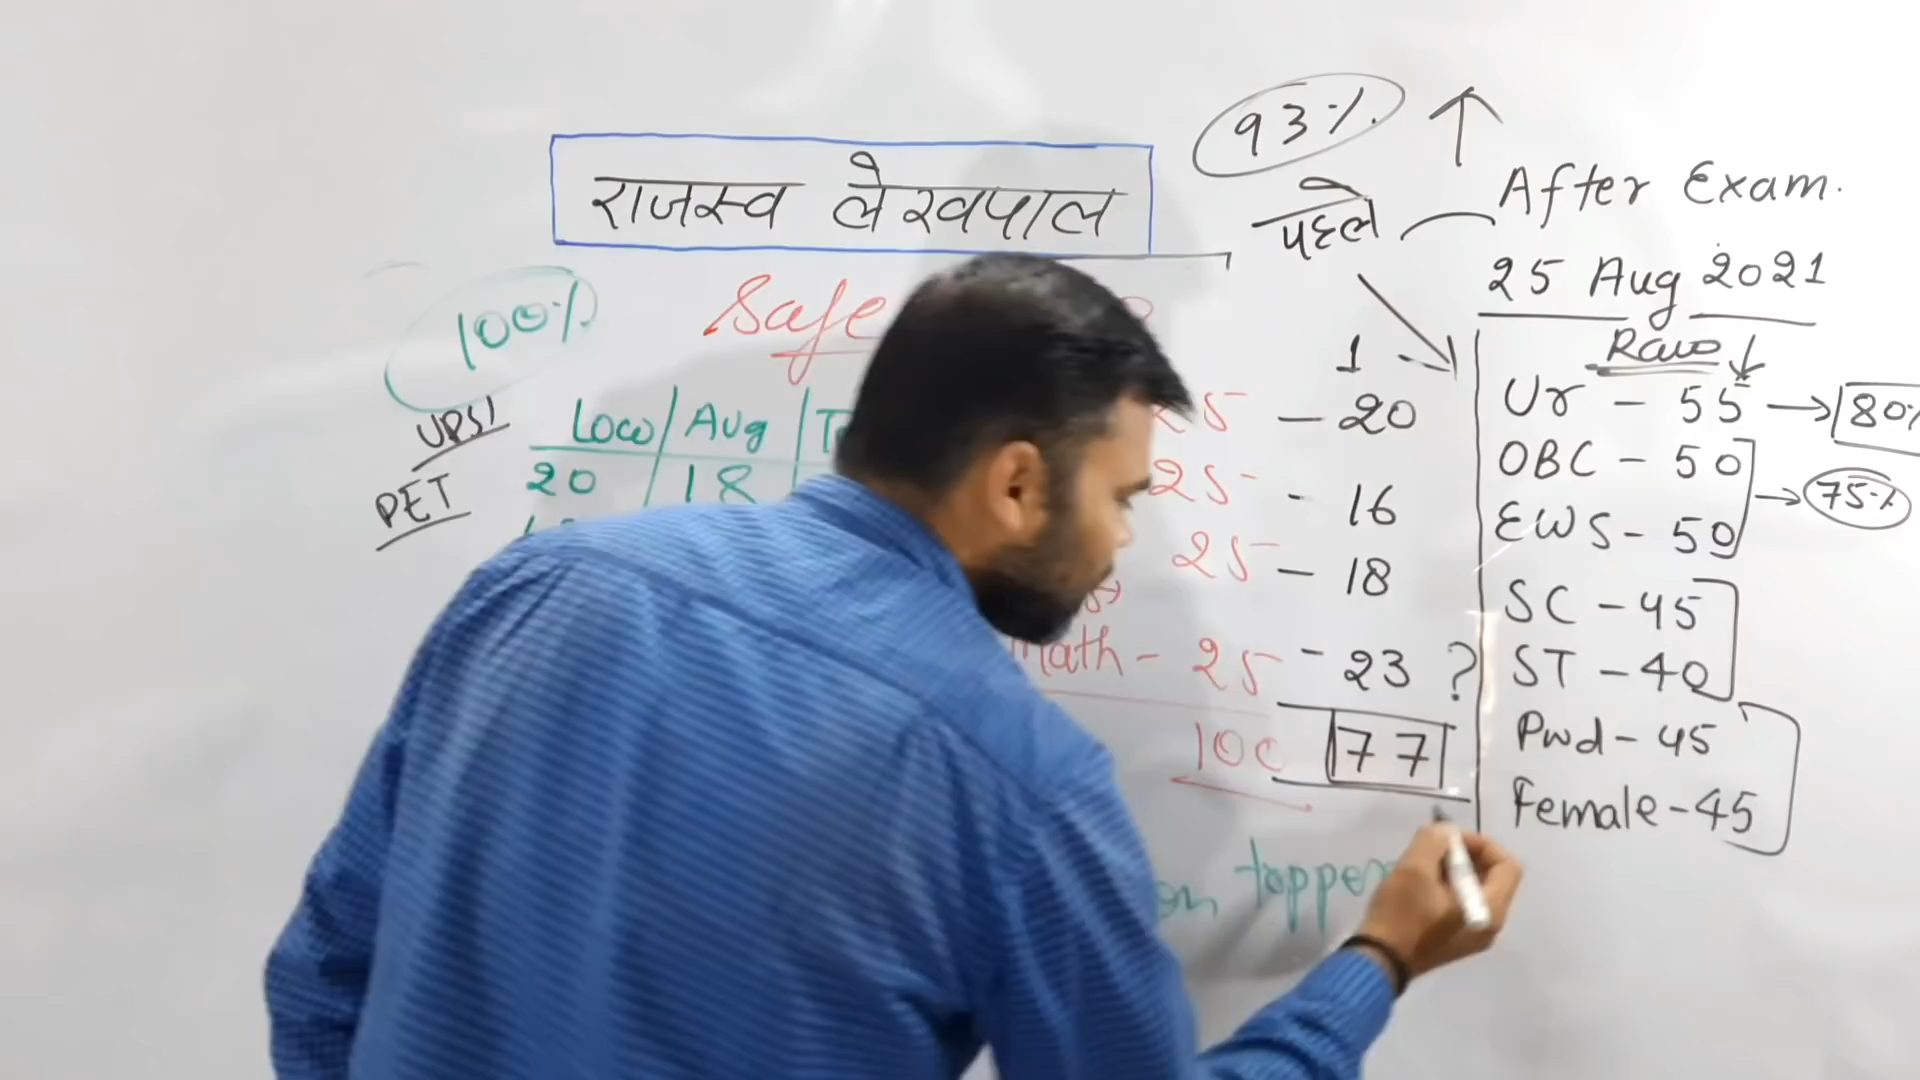 93%
राजस्व लेखपाल
पहले
After Exam.
25 Aug 2021
100%
Safe
Raw
1
UPSI
Low Aug
25 - 20
Ur - 55 → 80%
PET
20 18
25 - 16
OBC - 50
EWS - 50 → 75%
25 - 18
SC - 45
Math - 25 - 23 ?
ST - 40
100 77
Pwd - 45
Female - 45
topper